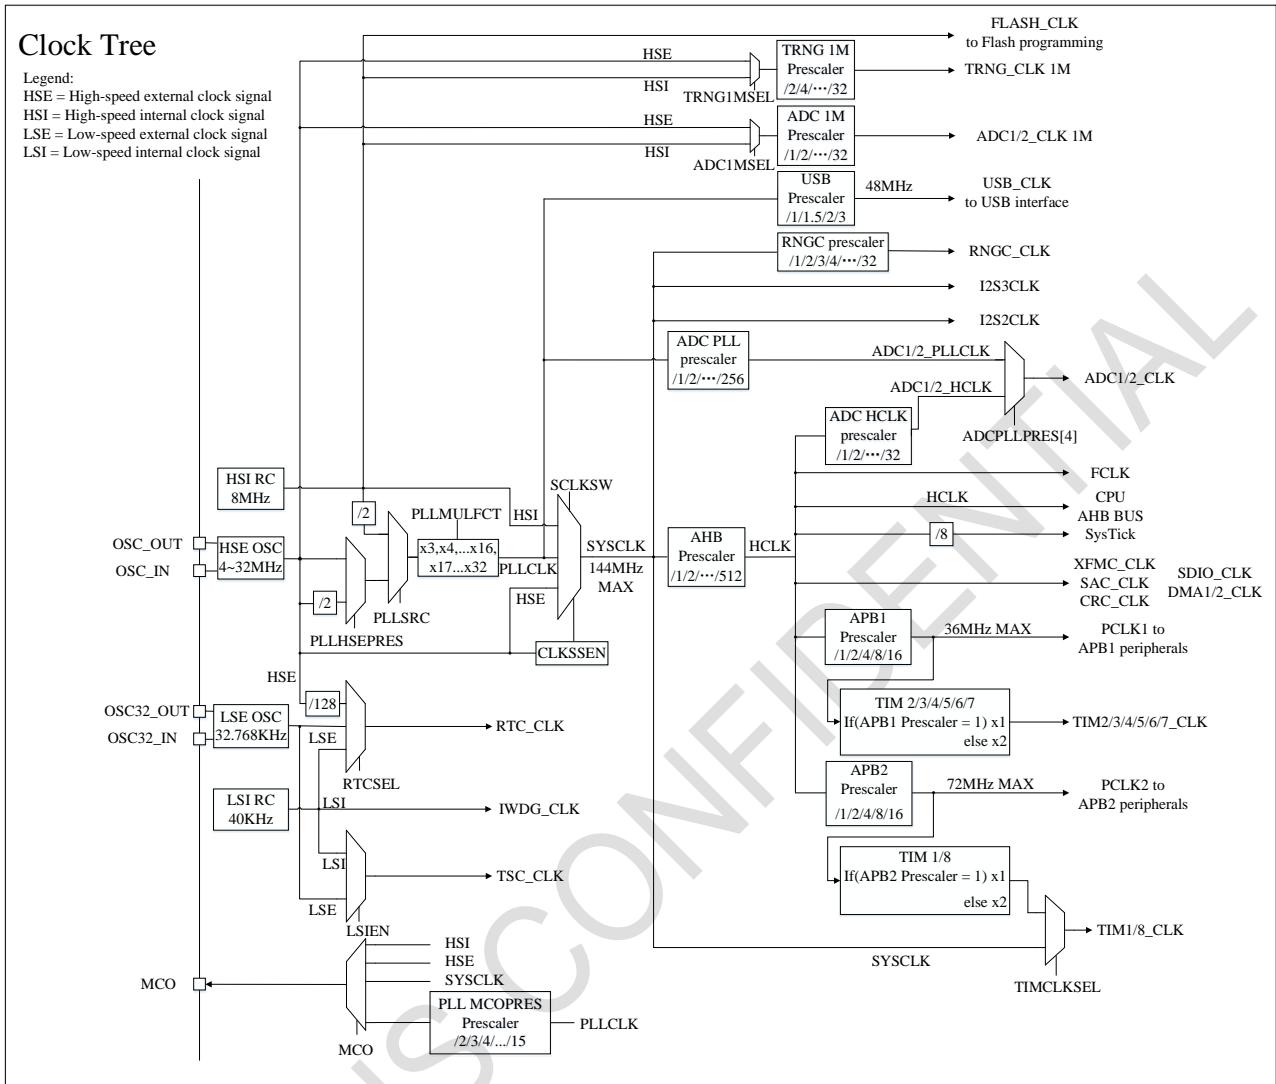 Clock Tree
Legend:
HSE = High-speed external clock signal
HSI = High-speed internal clock signal
LSE = Low-speed external clock signal
LSI = Low-speed internal clock signal
FLASH_CLK
to Flash programming
HSE
HSI
TRNG1MSEL
TRNG 1M
Prescaler
/2/4/···/32
TRNG_CLK 1M
HSE
HSI
ADC1MSEL
ADC 1M
Prescaler
/1/2/···/32
ADC1/2_CLK 1M
USB
Prescaler
/1/1.5/2/3
48MHz
USB_CLK
to USB interface
RNGC prescaler
/1/2/3/4/···/32
RNGC_CLK
I2S3CLK
I2S2CLK
ADC PLL
prescaler
/1/2/···/256
ADC1/2_PLLCLK
ADC1/2_HCLK
ADC1/2_CLK
ADCPLLPRES[4]
ADC HCLK
prescaler
/1/2/···/32
FCLK
HCLK
CPU
AHB BUS
/8
SysTick
XFMC_CLK
SAC_CLK
CRC_CLK
SDIO_CLK
DMA1/2_CLK
HSI RC
8MHz
/2
PLLMULFCT
x3,x4,...x16,
x17...x32
SCLKSW
HSI
PLLCLK
HSE
SYSCLK
144MHz
MAX
AHB
Prescaler
/1/2/···/512
HCLK
OSC_OUT
OSC_IN
HSE OSC
4~32MHz
/2
PLLHSEPRES
PLLSRC
CLKSSEN
APB1
Prescaler
/1/2/4/8/16
36MHz MAX
PCLK1 to
APB1 peripherals
TIM 2/3/4/5/6/7
If(APB1 Prescaler = 1) x1
else x2
TIM2/3/4/5/6/7_CLK
HSE
/128
OSC32_OUT
OSC32_IN
LSE OSC
32.768KHz
LSE
RTC_CLK
RTCSEL
LSI RC
40KHz
LSI
IWDG_CLK
LSI
LSE
TSC_CLK
LSIEN
APB2
Prescaler
/1/2/4/8/16
72MHz MAX
PCLK2 to
APB2 peripherals
TIM 1/8
If(APB2 Prescaler = 1) x1
else x2
TIM1/8_CLK
SYSCLK
TIMCLKSEL
MCO
HSI
HSE
SYSCLK
PLL MCOPRES
Prescaler
/2/3/4/.../15
PLLCLK
MCO
NS CONFIDENTIAL